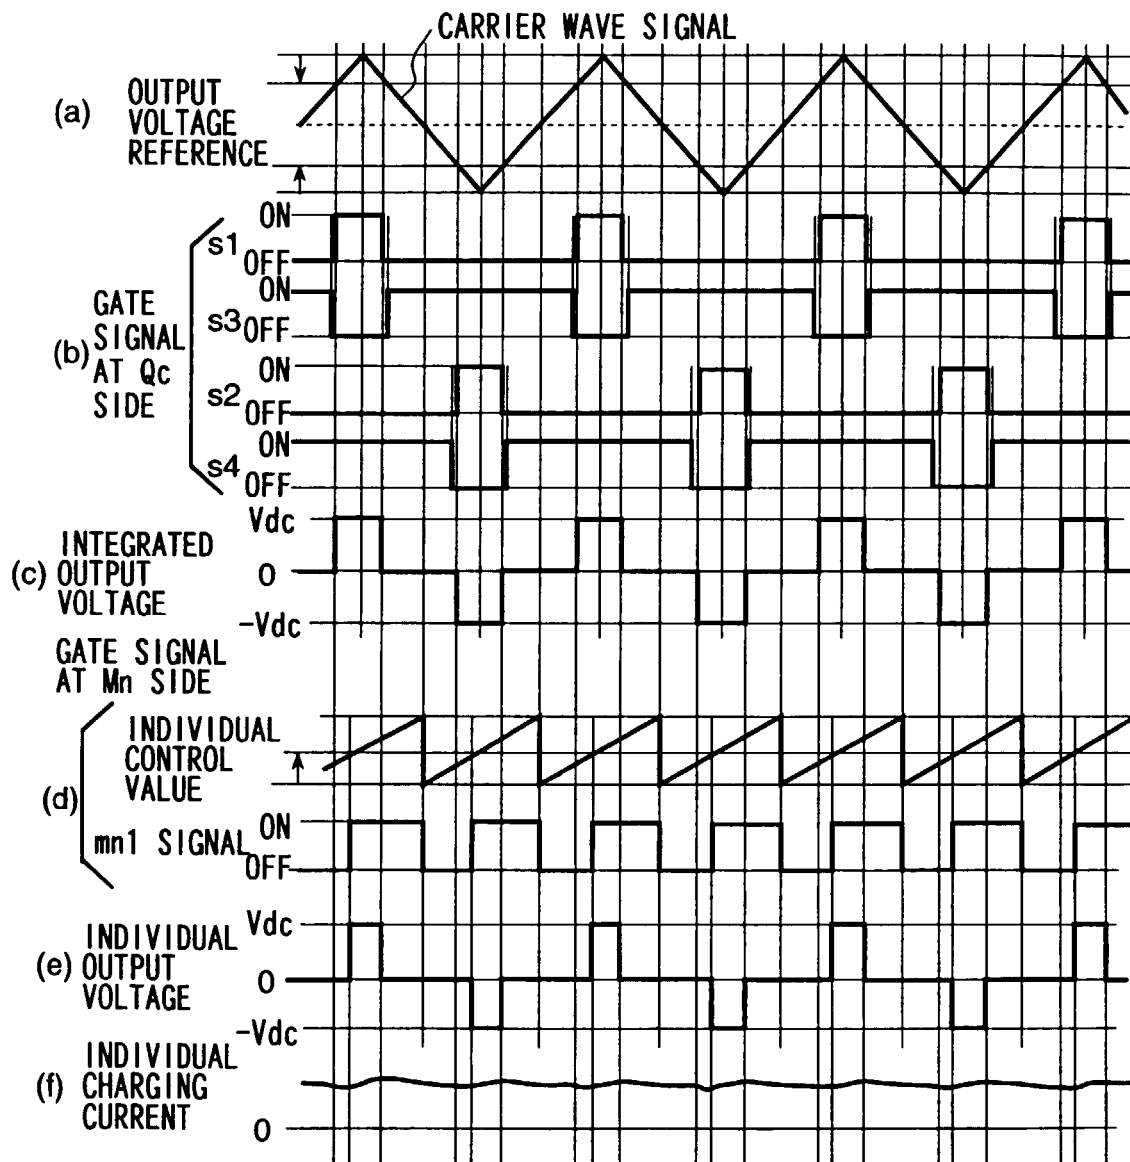 CARRIER WAVE SIGNAL
(a) OUTPUT
VOLTAGE
REFERENCE
(b) GATE
SIGNAL
AT Qc
SIDE
s1 ON
OFF
s3 ON
OFF
s2 ON
OFF
s4 ON
OFF
(c) INTEGRATED
OUTPUT
VOLTAGE
Vdc
0
-Vdc
GATE SIGNAL
AT Mn SIDE
(d) INDIVIDUAL
CONTROL
VALUE
mn1 SIGNAL
ON
OFF
(e) INDIVIDUAL
OUTPUT
VOLTAGE
Vdc
0
-Vdc
(f) INDIVIDUAL
CHARGING
CURRENT
0